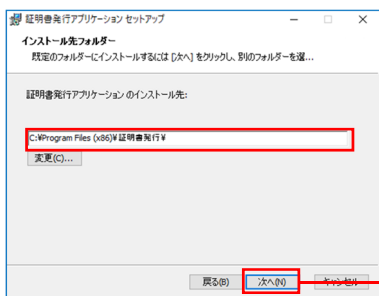 証明書発行アプリケーション セットアップ
インストール先フォルダー
既定のフォルダーにインストールするには [次へ] をクリックし、別のフォルダーを選...
証明書発行アプリケーション のインストール先:
C:¥Program Files (x86)¥証明書発行¥
変更(C)...
戻る(B) 次へ(N) キャンセル